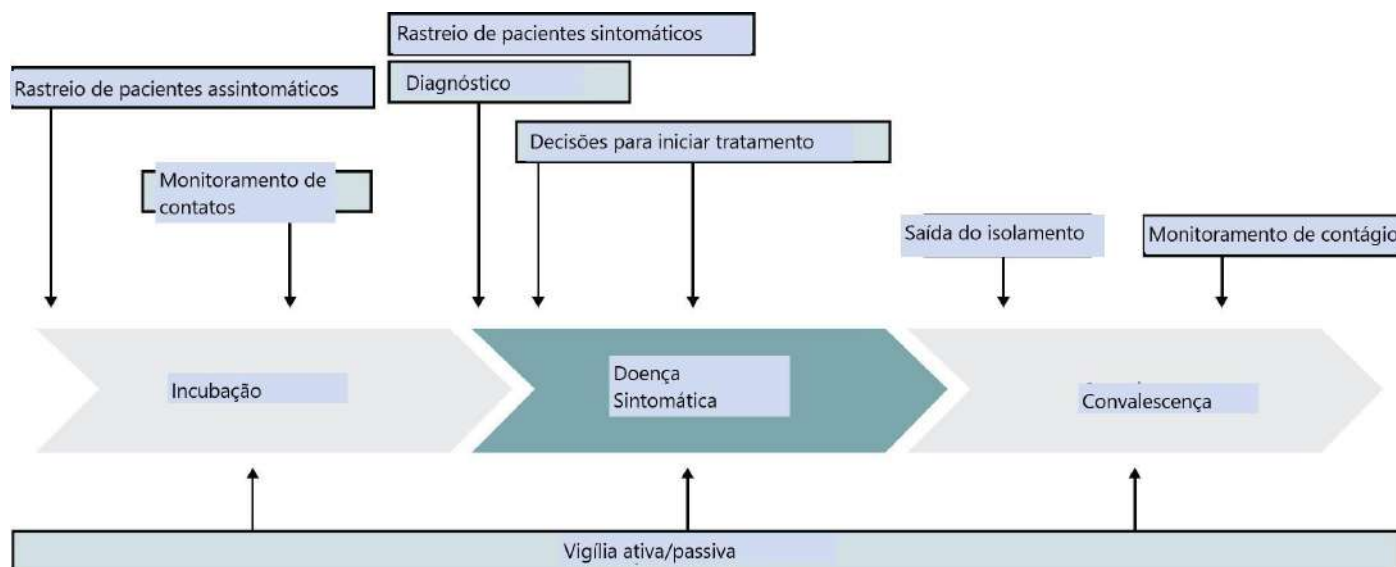 Rastreio de pacientes sintomáticos
Rastreio de pacientes assintomáticos
Diagnóstico
Decisões para iniciar tratamento
Monitoramento de
contatos
Saída do isolamento
Monitoramento de contágio
Incubação
Doença
Sintomática
Convalescença
Vigília ativa/passiva